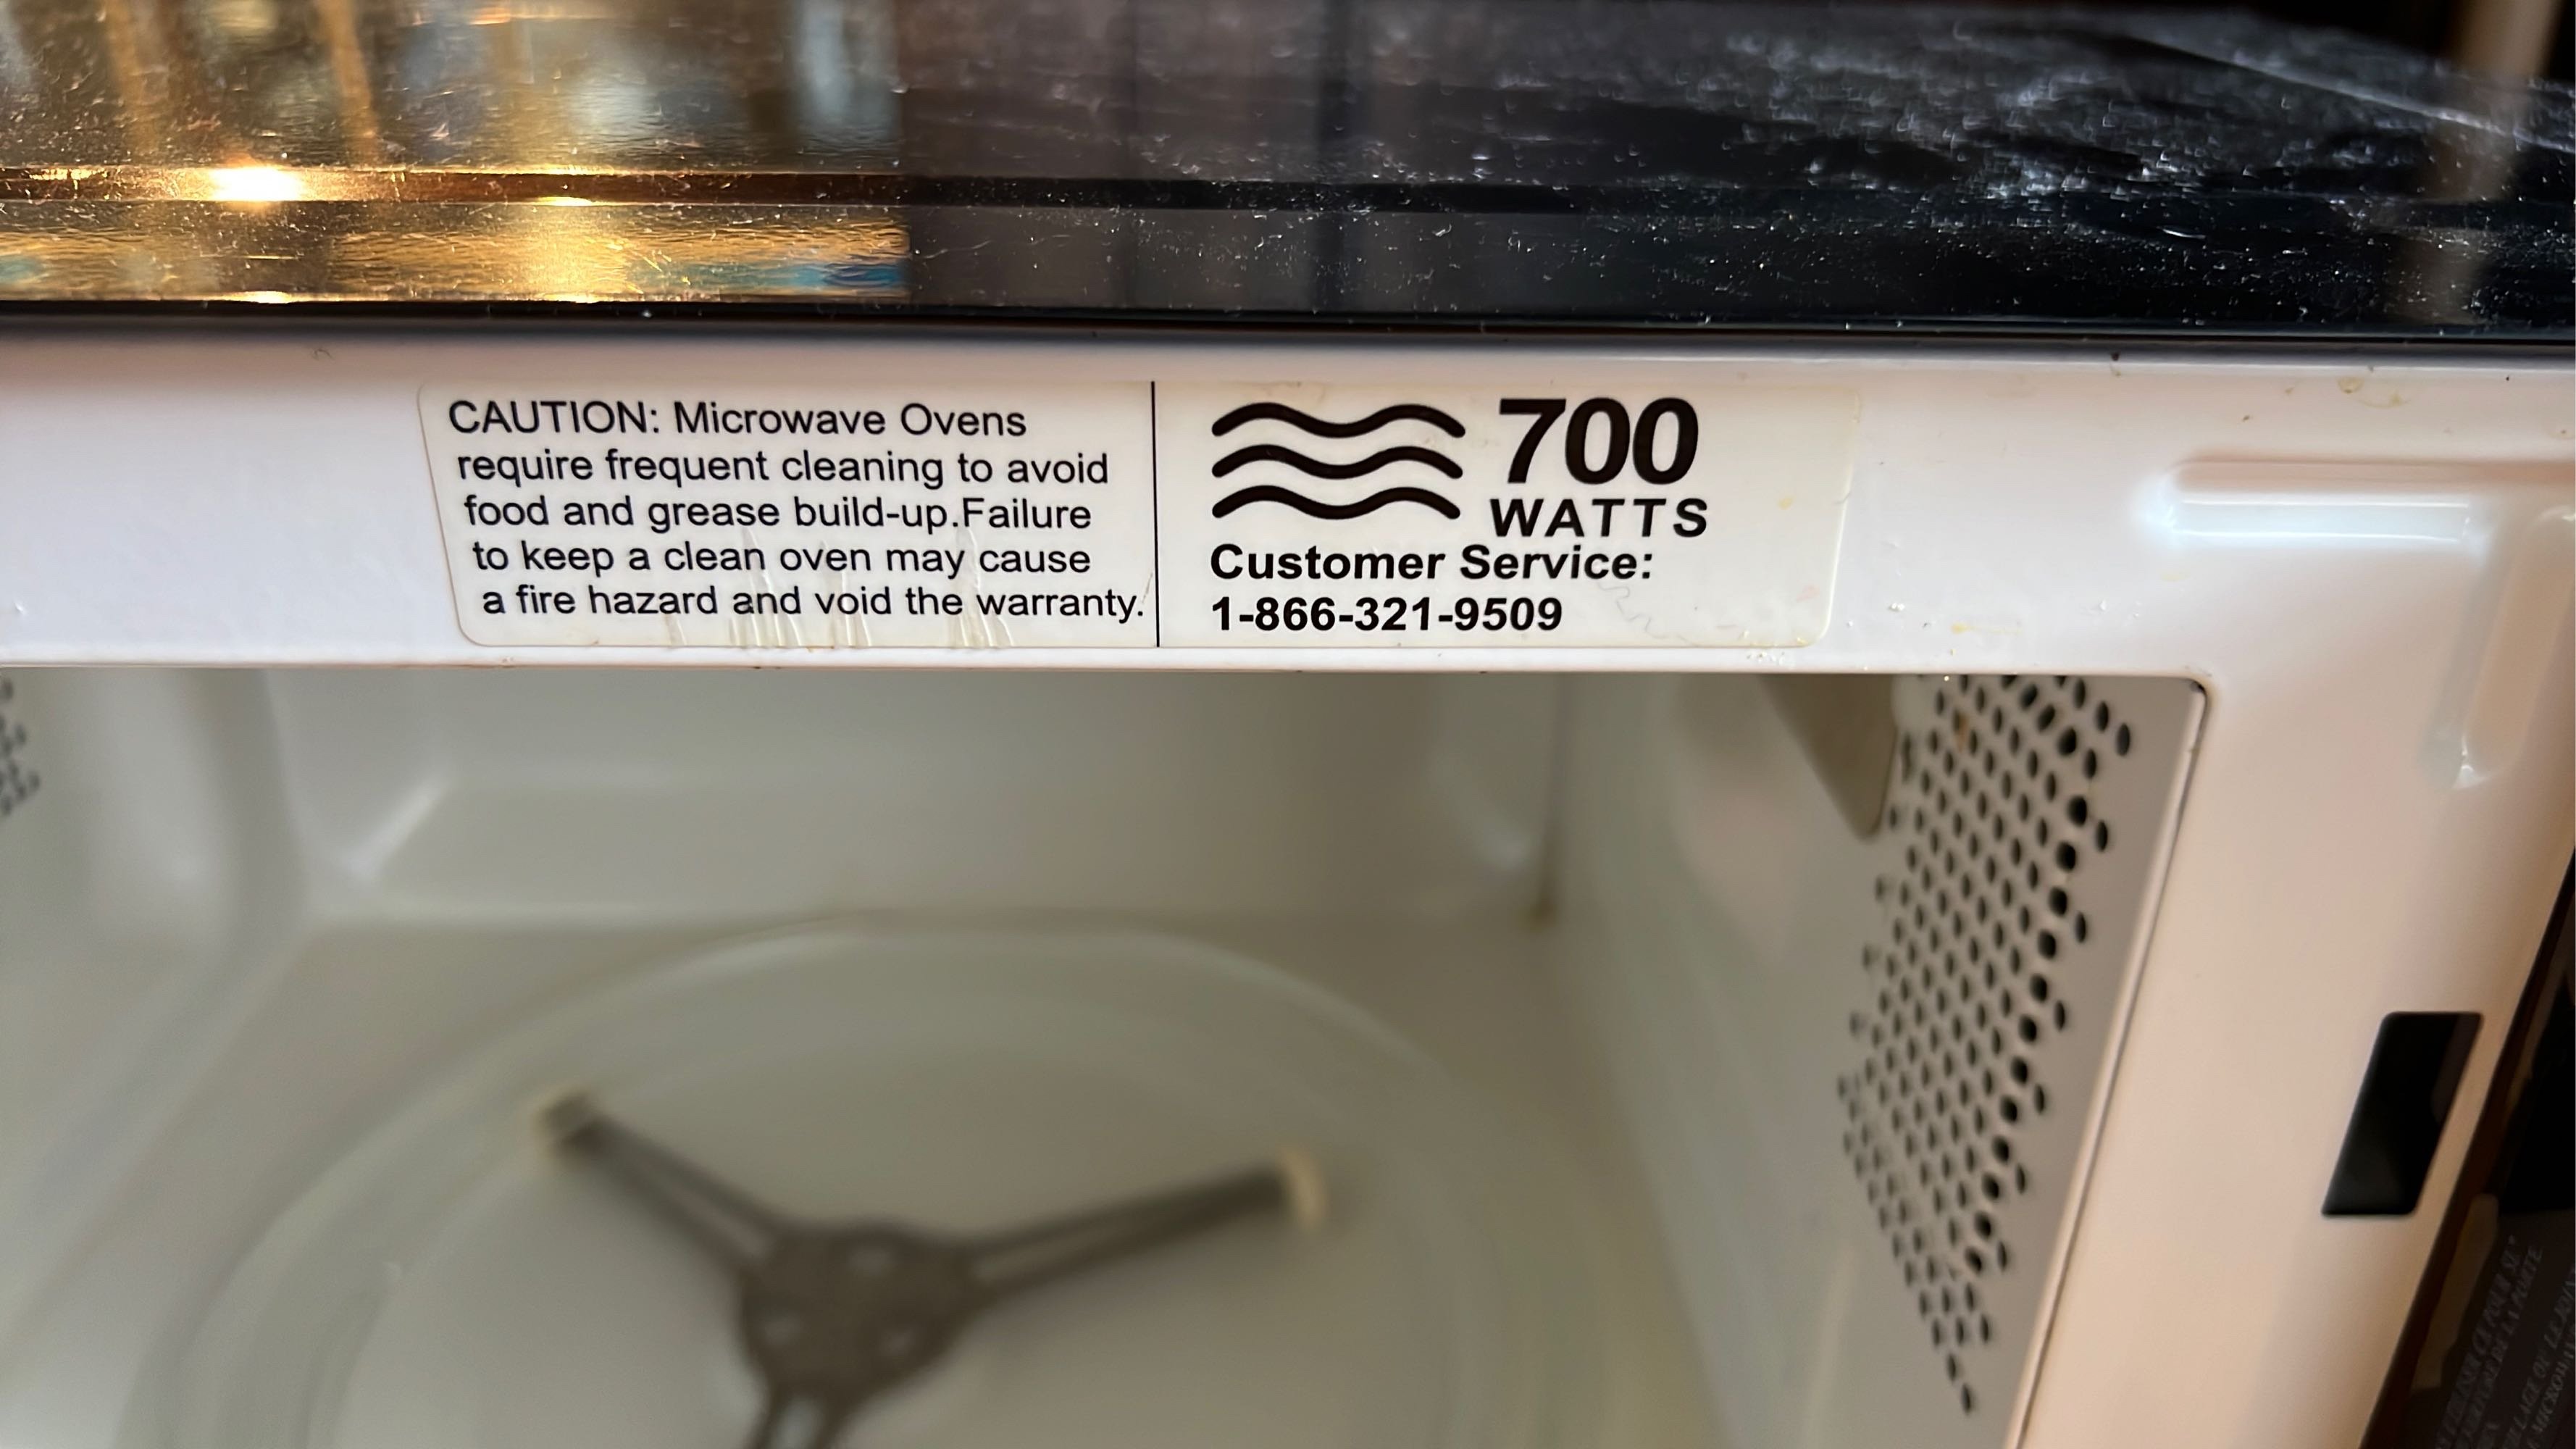 CAUTION: Microwave Ovens
require frequent cleaning to avoid
food and grease build-up.Failure
to keep a clean oven may cause
a fire hazard and void the warranty.
700
WATTS
Customer Service:
1-866-321-9509